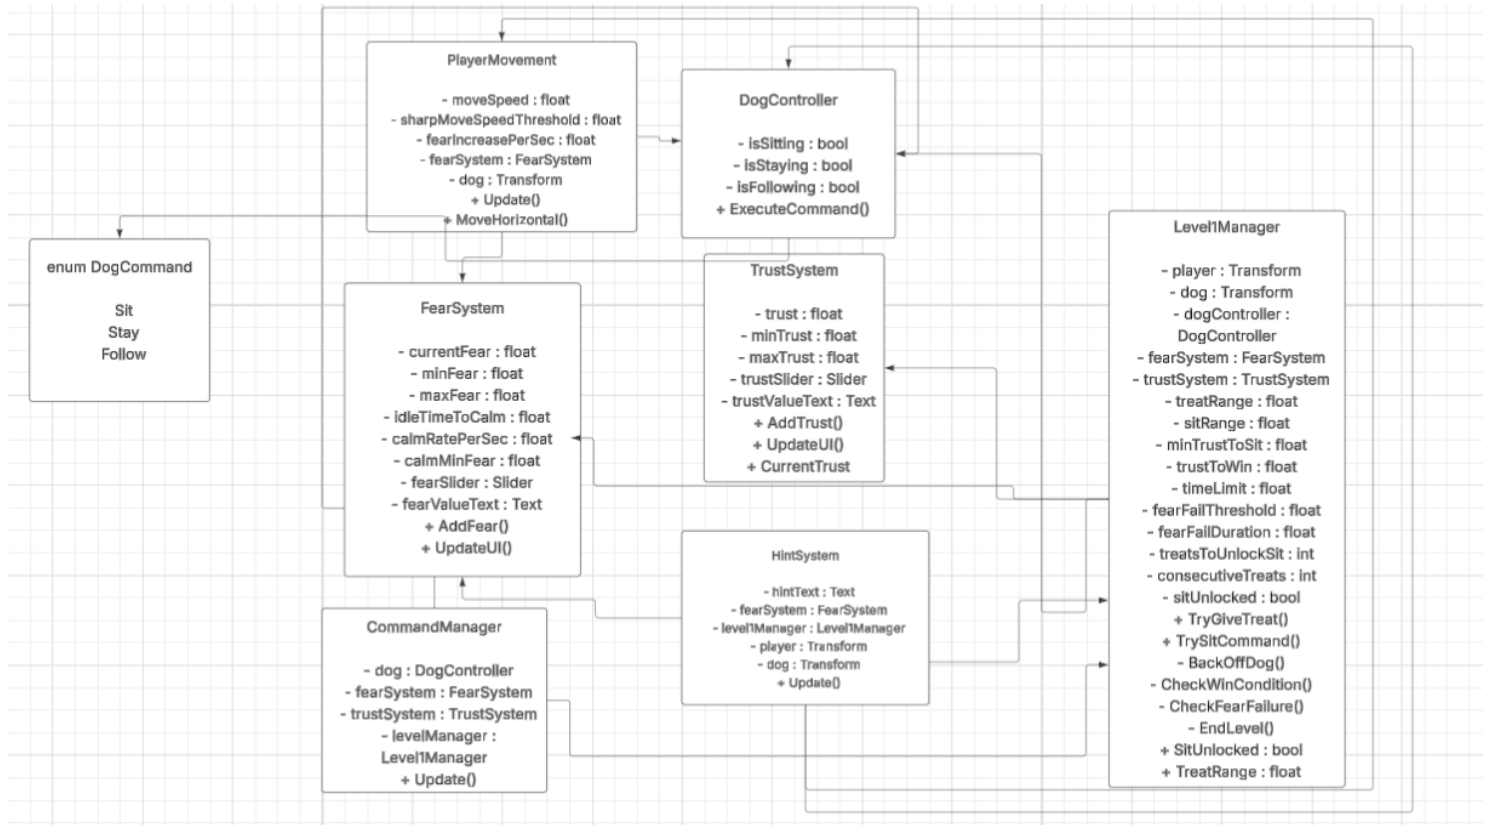 PlayerMovement
- moveSpeed : float
- sharpMoveSpeedThreshold : float
- fearIncreasePerSec : float
- fearSystem : FearSystem
- dog : Transform
+ Update()
+ MoveHorizontal()
DogController
- isSitting : bool
- isStaying : bool
- isFollowing : bool
+ ExecuteCommand()
enum DogCommand
Sit
Stay
Follow
FearSystem
- currentFear : float
- minFear : float
- maxFear : float
- idleTimeToCalm : float
- calmRatePerSec : float
- calmMinFear : float
- fearSlider : Slider
- fearValueText : Text
+ AddFear()
+ UpdateUI()
TrustSystem
- trust : float
- minTrust : float
- maxTrust : float
- trustSlider : Slider
- trustValueText : Text
+ AddTrust()
+ UpdateUI()
+ CurrentTrust
Level1Manager
- player : Transform
- dog : Transform
- dogController :
DogController
- fearSystem : FearSystem
- trustSystem : TrustSystem
- treatRange : float
- sitRange : float
- minTrustToSit : float
- trustToWin : float
- timeLimit : float
- fearFailThreshold : float
- fearFailDuration : float
- treatsToUnlockSit : int
- consecutiveTreats : int
- sitUnlocked : bool
+ TryGiveTreat()
+ TrySitCommand()
- BackOffDog()
- CheckWinCondition()
- CheckFearFailure()
- EndLevel()
+ SitUnlocked : bool
+ TreatRange : float
HintSystem
- hintText : Text
- fearSystem : FearSystem
- level1Manager : Level1Manager
- player : Transform
- dog : Transform
+ Update()
CommandManager
- dog : DogController
- fearSystem : FearSystem
- trustSystem : TrustSystem
- levelManager :
Level1Manager
+ Update()